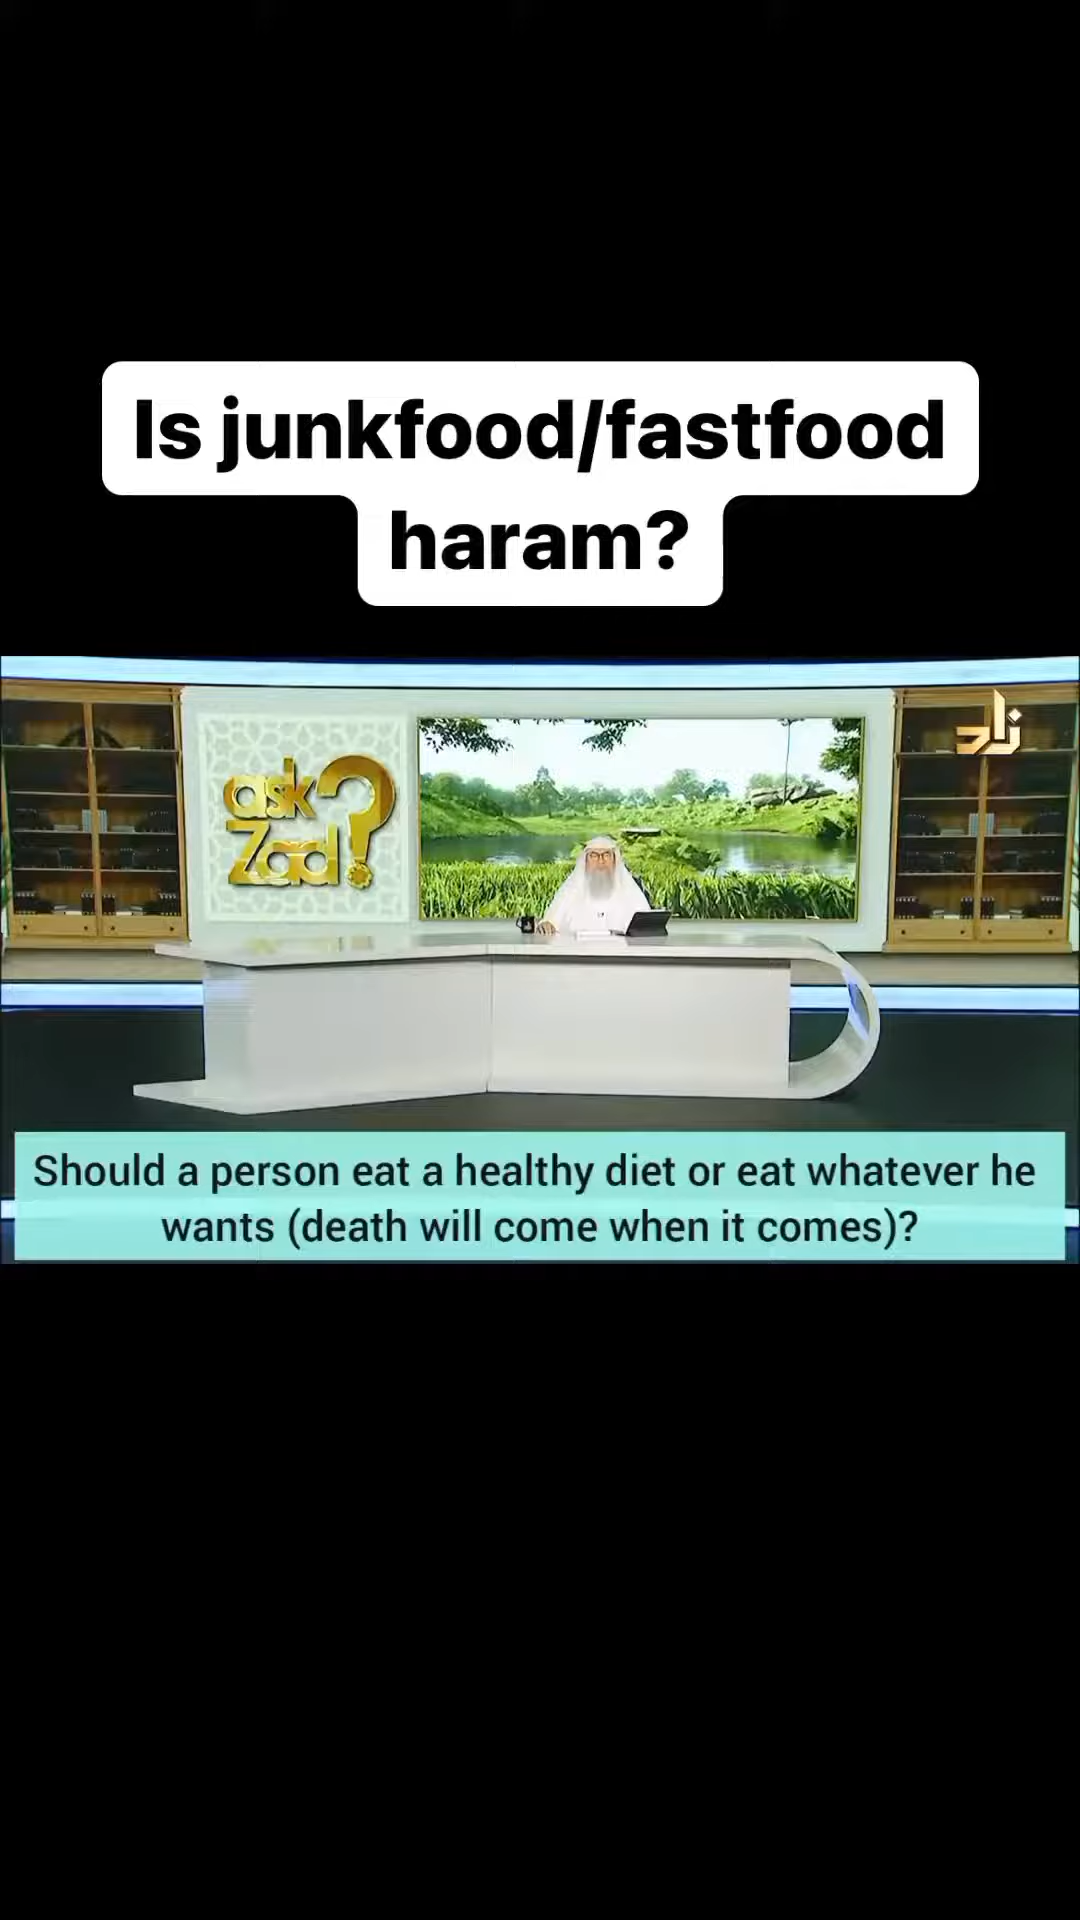 Is junkfood/fastfood
haram?
زاد
ask
Zad?
Should a person eat a healthy diet or eat whatever he
wants (death will come when it comes)?